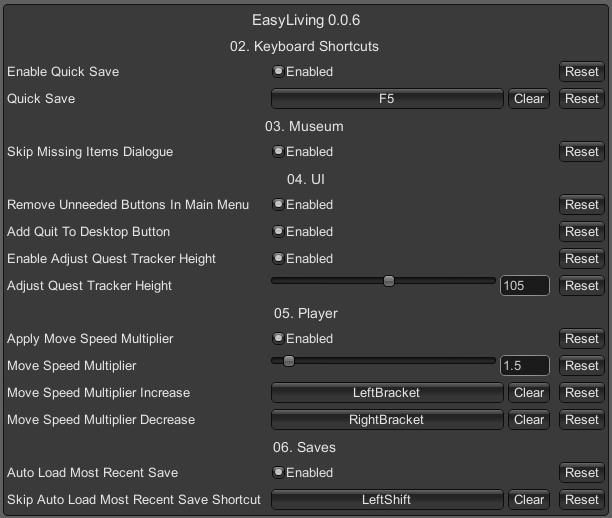 EasyLiving 0.0.6
02. Keyboard Shortcuts
Enable Quick Save Enabled Reset
Quick Save F5 Clear Reset
03. Museum
Skip Missing Items Dialogue Enabled Reset
04. UI
Remove Unneeded Buttons In Main Menu Enabled Reset
Add Quit To Desktop Button Enabled Reset
Enable Adjust Quest Tracker Height Enabled Reset
Adjust Quest Tracker Height 105 Reset
05. Player
Apply Move Speed Multiplier Enabled Reset
Move Speed Multiplier 1.5 Reset
Move Speed Multiplier Increase LeftBracket Clear Reset
Move Speed Multiplier Decrease RightBracket Clear Reset
06. Saves
Auto Load Most Recent Save Enabled Reset
Skip Auto Load Most Recent Save Shortcut LeftShift Clear Reset